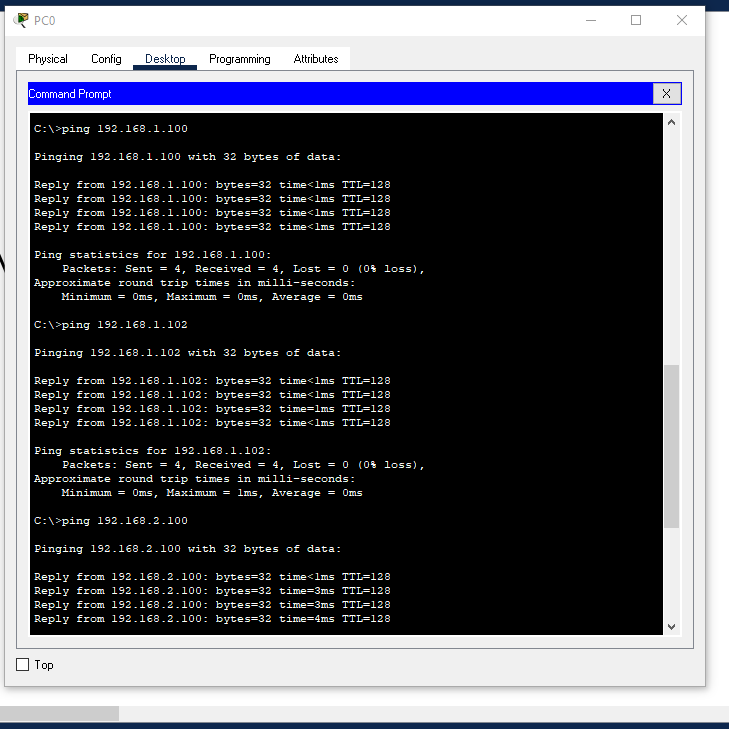 PC0
Physical Config Desktop Programming Attributes
Command Prompt X
C:\>ping 192.168.1.100
Pinging 192.168.1.100 with 32 bytes of data:
Reply from 192.168.1.100: bytes=32 time<1ms TTL=128
Reply from 192.168.1.100: bytes=32 time<1ms TTL=128
Reply from 192.168.1.100: bytes=32 time<1ms TTL=128
Reply from 192.168.1.100: bytes=32 time<1ms TTL=128
Ping statistics for 192.168.1.100:
Packets: Sent = 4, Received = 4, Lost = 0 (0% loss),
Approximate round trip times in milli-seconds:
Minimum = 0ms, Maximum = 0ms, Average = 0ms
C:\>ping 192.168.1.102
Pinging 192.168.1.102 with 32 bytes of data:
Reply from 192.168.1.102: bytes=32 time<1ms TTL=128
Reply from 192.168.1.102: bytes=32 time<1ms TTL=128
Reply from 192.168.1.102: bytes=32 time=1ms TTL=128
Reply from 192.168.1.102: bytes=32 time<1ms TTL=128
Ping statistics for 192.168.1.102:
Packets: Sent = 4, Received = 4, Lost = 0 (0% loss),
Approximate round trip times in milli-seconds:
Minimum = 0ms, Maximum = 1ms, Average = 0ms
C:\>ping 192.168.2.100
Pinging 192.168.2.100 with 32 bytes of data:
Reply from 192.168.2.100: bytes=32 time<1ms TTL=128
Reply from 192.168.2.100: bytes=32 time=3ms TTL=128
Reply from 192.168.2.100: bytes=32 time=3ms TTL=128
Reply from 192.168.2.100: bytes=32 time=4ms TTL=128
Top